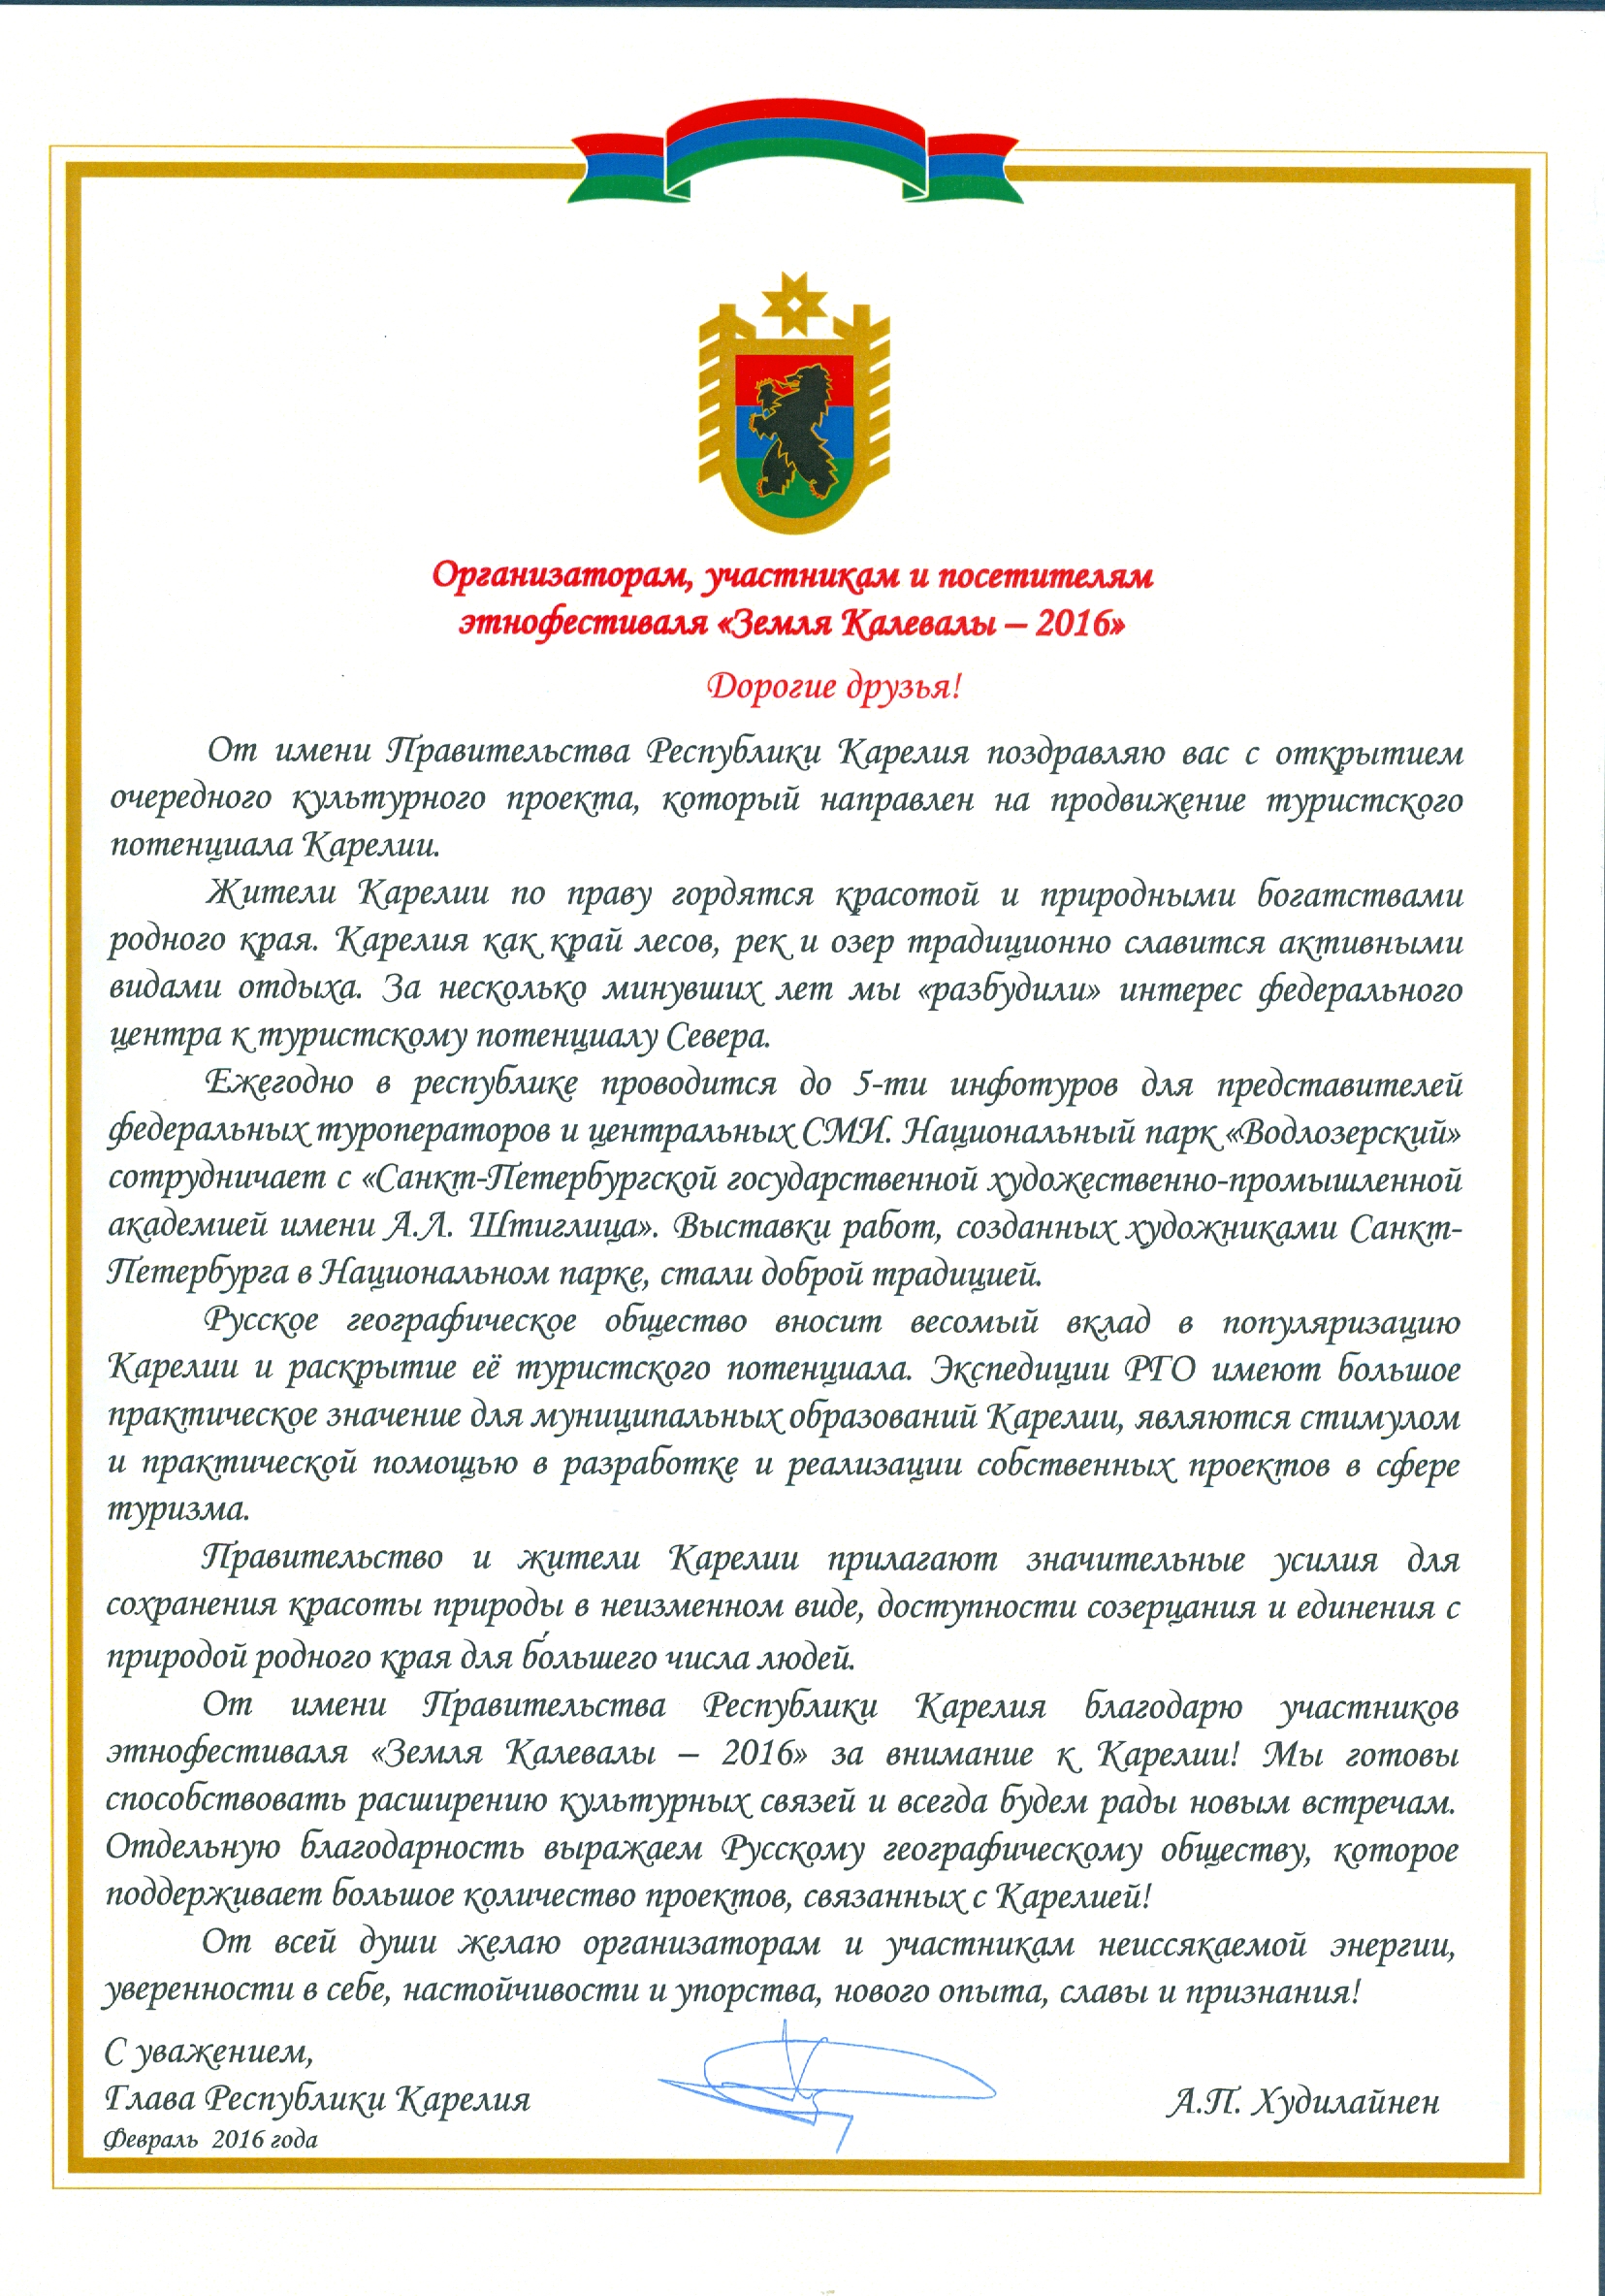 Организаторам, участникам и посетителям
этнофестиваля «Земля Калевалы – 2016»
Дорогие друзья!
От имени Правительства Республики Карелия поздравляю вас с открытием
очередного культурного проекта, который направлен на продвижение туристского
потенциала Карелии.
Жители Карелии по праву гордятся красотой и природными богатствами
родного края. Карелия как край лесов, рек и озер традиционно славится активными
видами отдыха. За несколько минувших лет мы «разбудили» интерес федерального
центра к туристскому потенциалу Севера.
Ежегодно в республике проводится до 5-ти инфотуров для представителей
федеральных туроператоров и центральных СМИ. Национальный парк «Водлозерский»
сотрудничает с «Санкт-Петербургской государственной художественно-промышленной
академией имени А.Л. Штиглица». Выставки работ, созданных художниками Санкт-
Петербурга в Национальном парке, стали доброй традицией.
Русское географическое общество вносит весомый вклад в популяризацию
Карелии и раскрытие её туристского потенциала. Экспедиции РГО имеют большое
практическое значение для муниципальных образований Карелии, являются стимулом
и практической помощью в разработке и реализации собственных проектов в сфере
туризма.
Правительство и жители Карелии прилагают значительные усилия для
сохранения красоты природы в неизменном виде, доступности созерцания и единения с
природой родного края для бо́льшего числа людей.
От имени Правительства Республики Карелия благодарю участников
этнофестиваля «Земля Калевалы – 2016» за внимание к Карелии! Мы готовы
способствовать расширению культурных связей и всегда будем рады новым встречам.
Отдельную благодарность выражаем Русскому географическому обществу, которое
поддерживает большое количество проектов, связанных с Карелией!
От всей души желаю организаторам и участникам неиссякаемой энергии,
уверенности в себе, настойчивости и упорства, нового опыта, славы и признания!
С уважением,
Глава Республики Карелия
А.П. Худилайнен
Февраль 2016 года